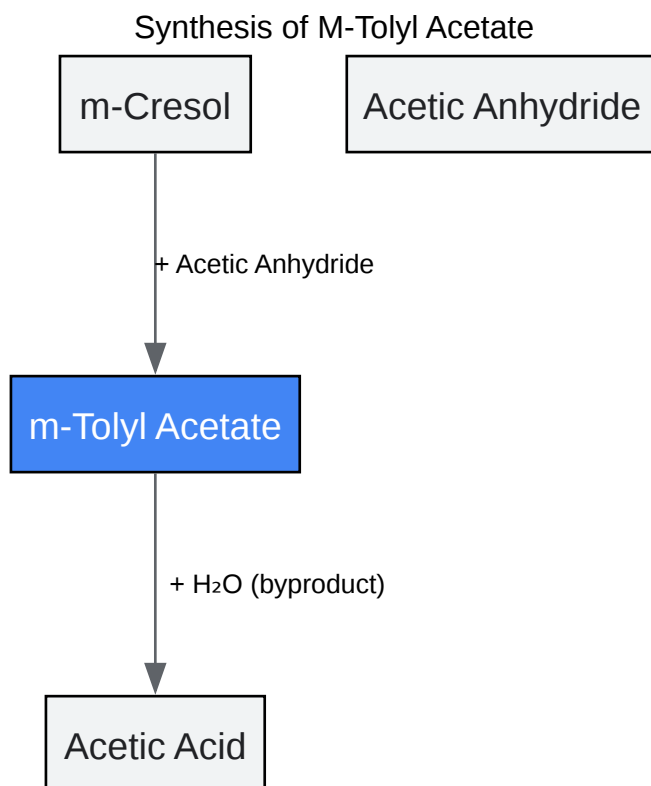 Synthesis of M-Tolyl Acetate
m-Cresol
Acetic Anhydride
+ Acetic Anhydride
m-Tolyl Acetate
+ H₂O (byproduct)
Acetic Acid